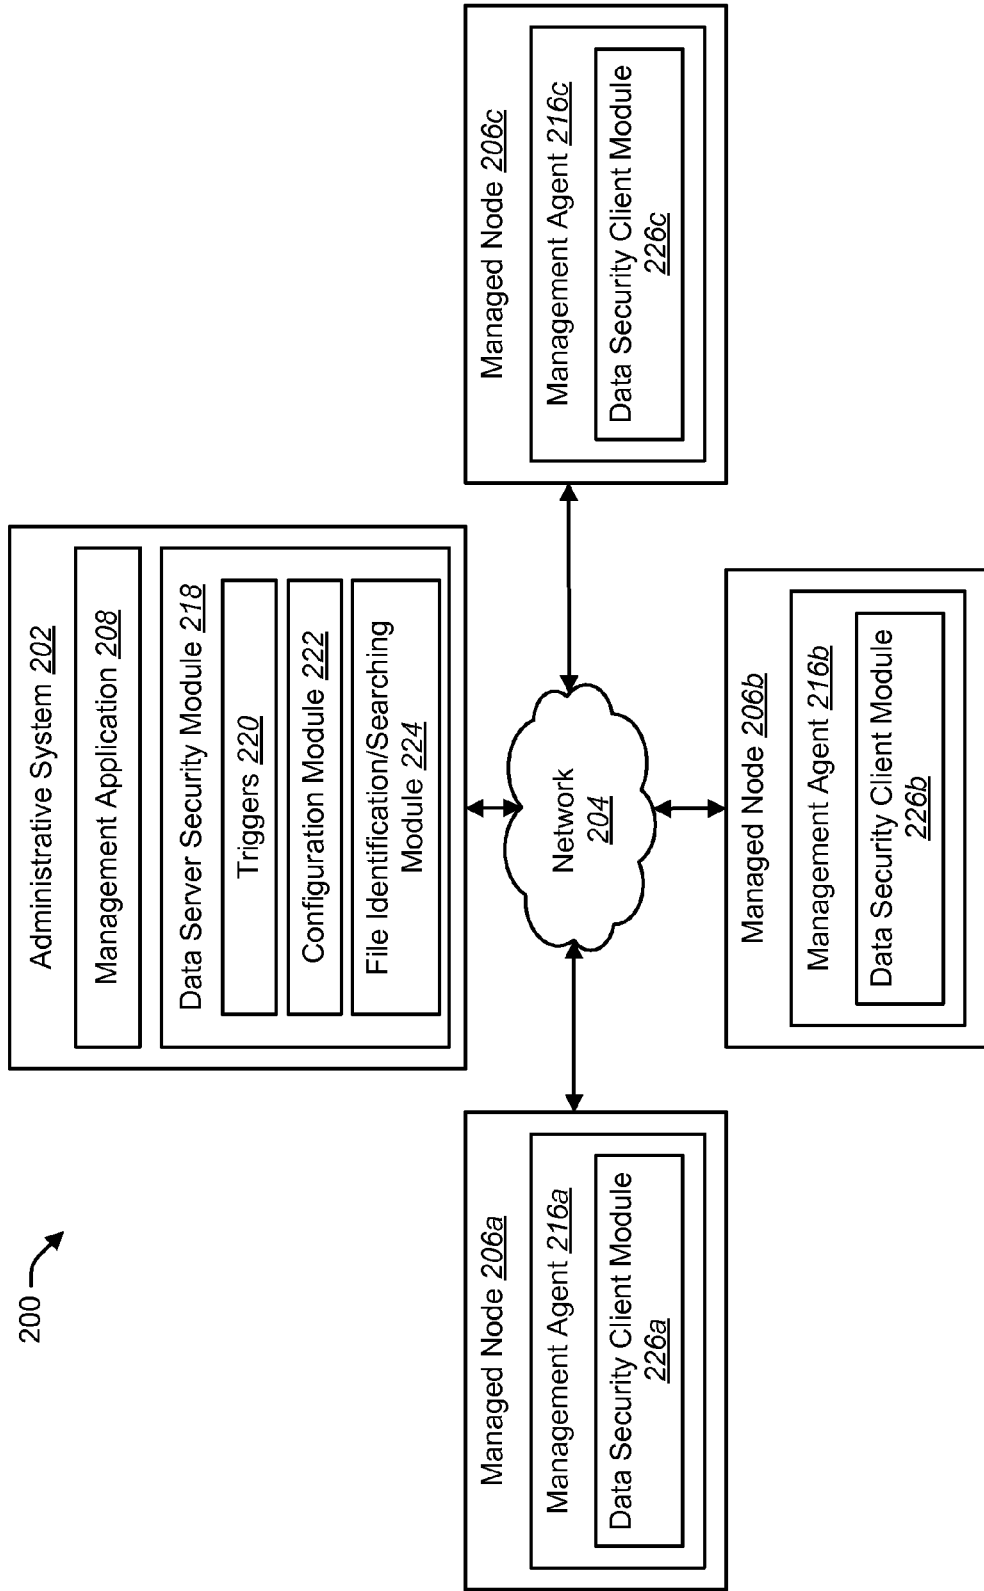 200
Administrative System 202
Management Application 208
Data Server Security Module 218
Triggers 220
Configuration Module 222
File Identification/Searching
Module 224
Managed Node 206a
Management Agent 216a
Data Security Client Module
226a
Network
204
Managed Node 206c
Management Agent 216c
Data Security Client Module
226c
Managed Node 206b
Management Agent 216b
Data Security Client Module
226b